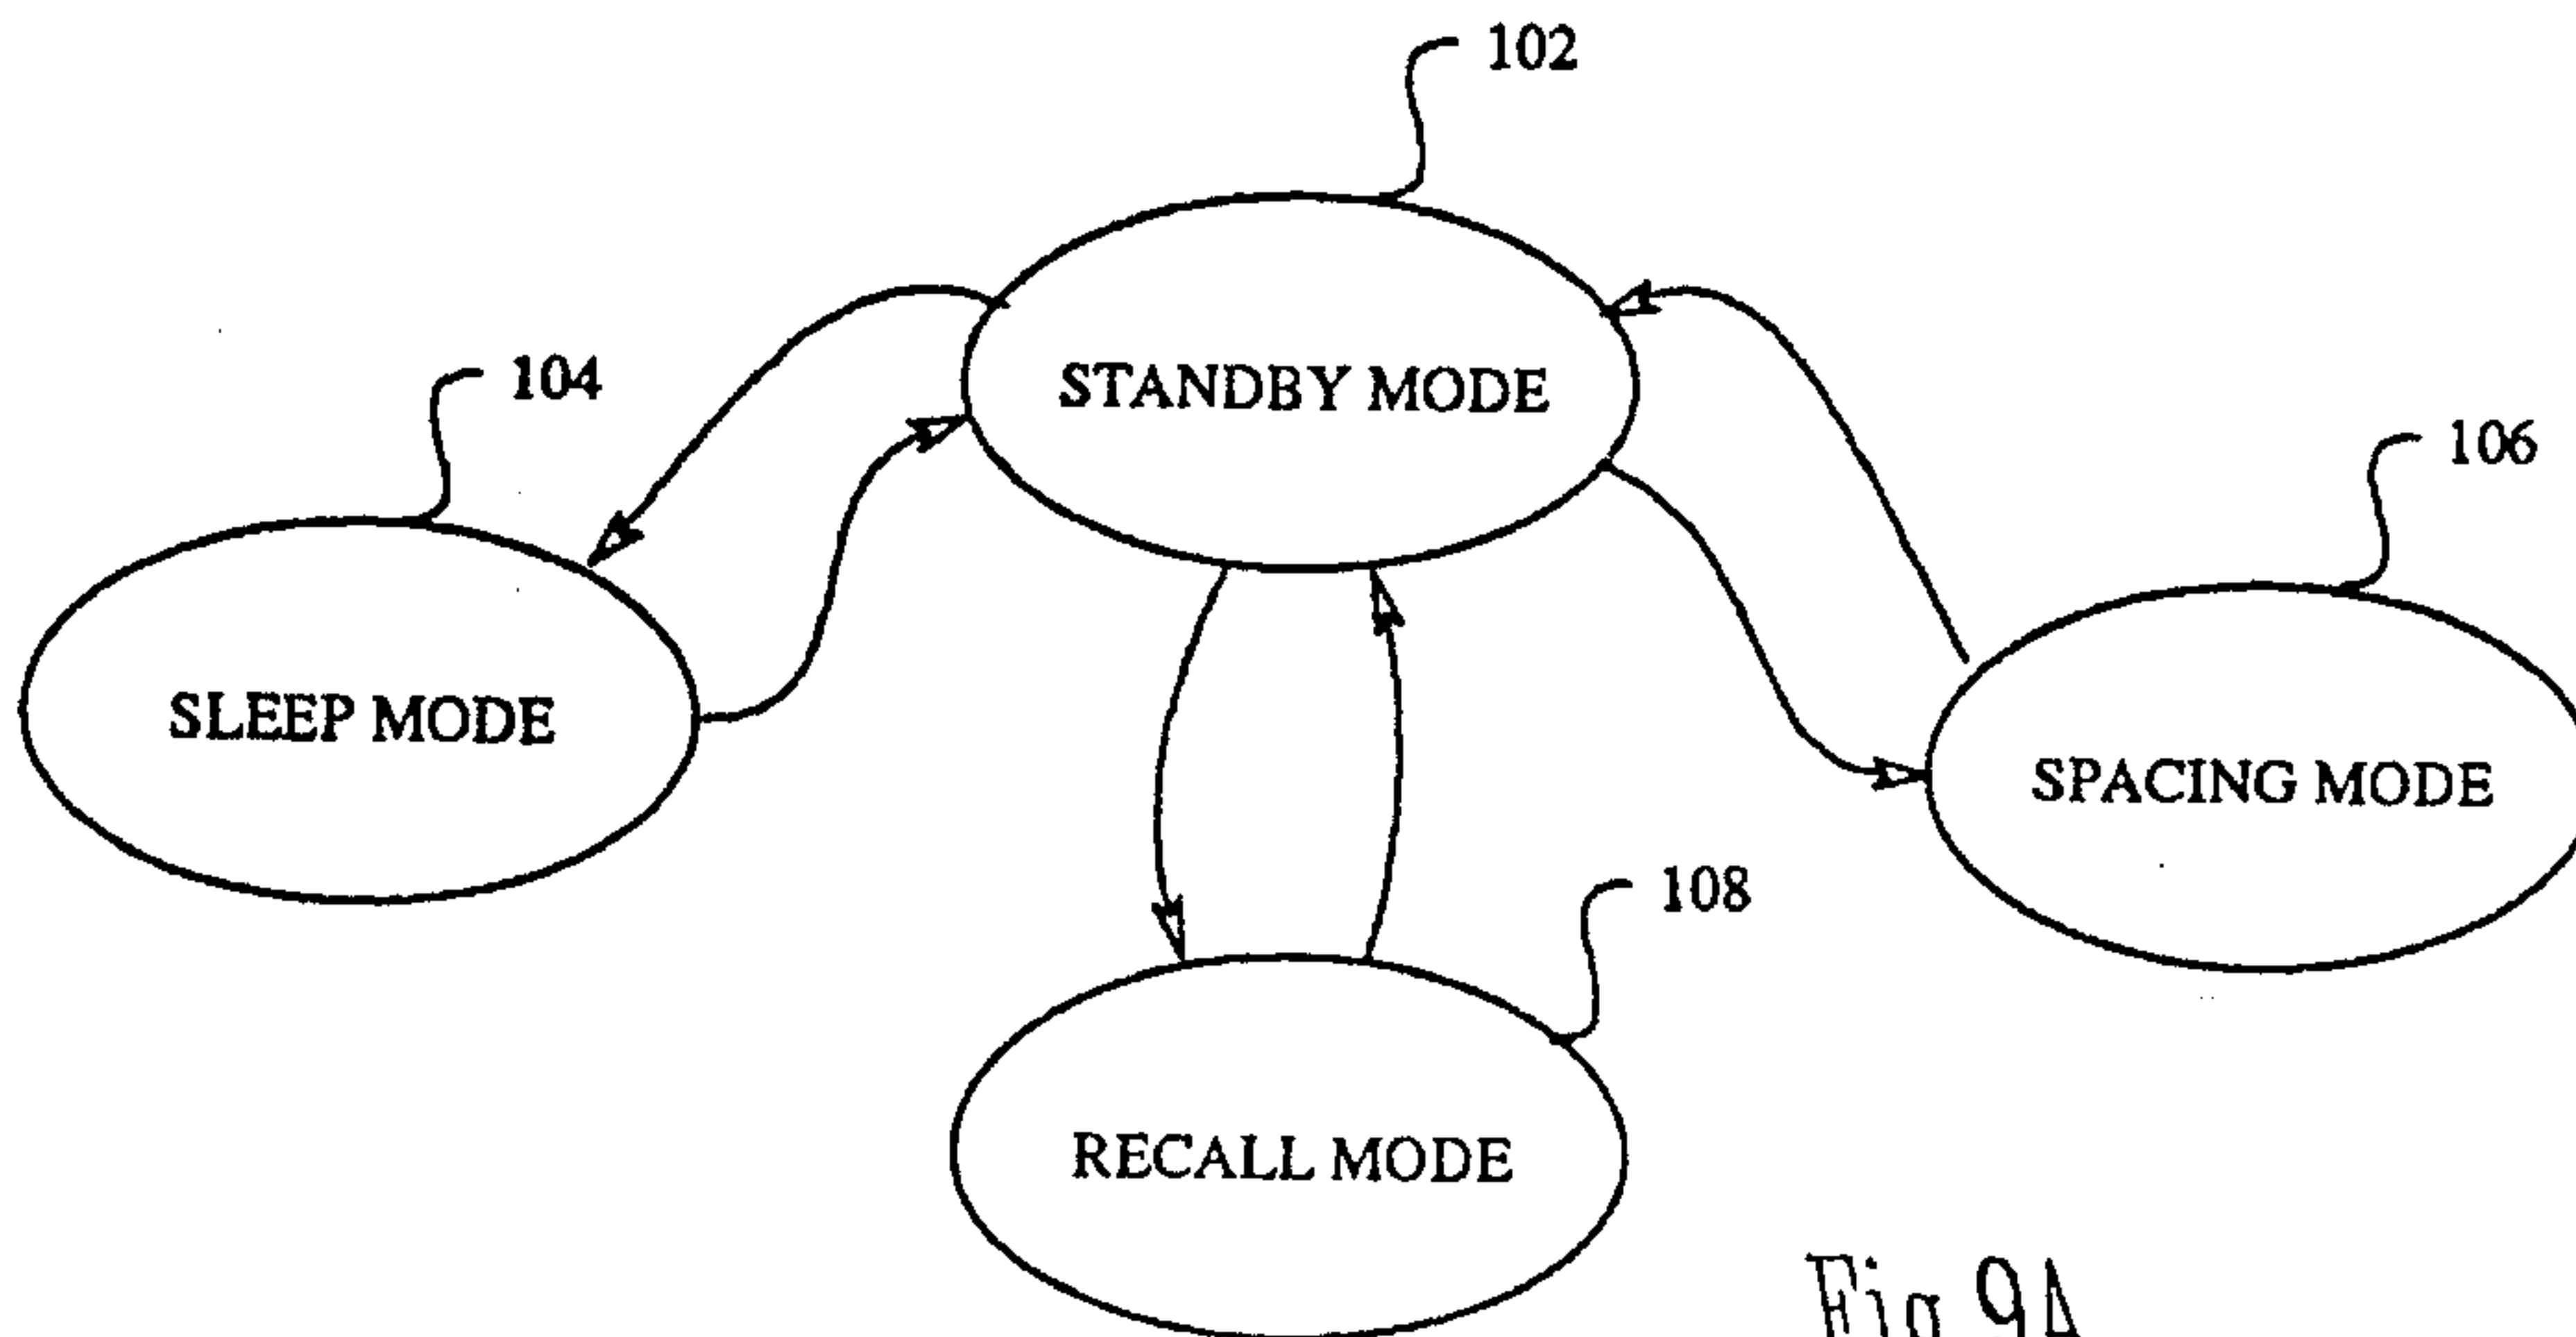 102
STANDBY MODE
104
106
SLEEP MODE
SPACING MODE
108
RECALL MODE
Fig 9A